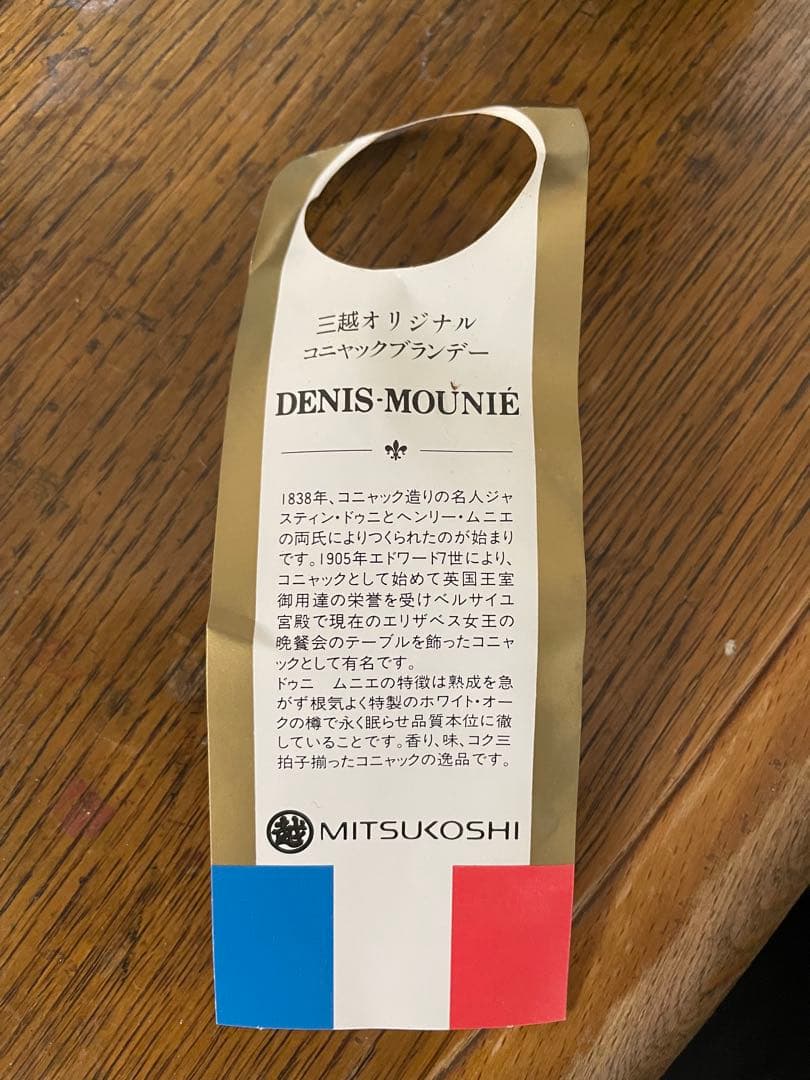 三越オリジナル
コニャックブランデー
DENIS-MOUNIÉ
1838年、コニャック造りの名人ジャ
スティン・ドゥニとヘンリー・ムニエ
の両氏によりつくられたのが始まり
です。1905年エドワード7世により、
コニャックとして始めて英国王室
御用達の栄誉を受けベルサイユ
宮殿で現在のエリザベス女王の
晩餐会のテーブルを飾ったコニャ
ックとして有名です。
ドゥニ　ムニエの特徴は熟成を急
がず根気よく特製のホワイト・オー
クの樽で永く眠らせ品質本位に徹
していることです。香り、味、コク三
拍子揃ったコニャックの逸品です。
越 MITSUKOSHI